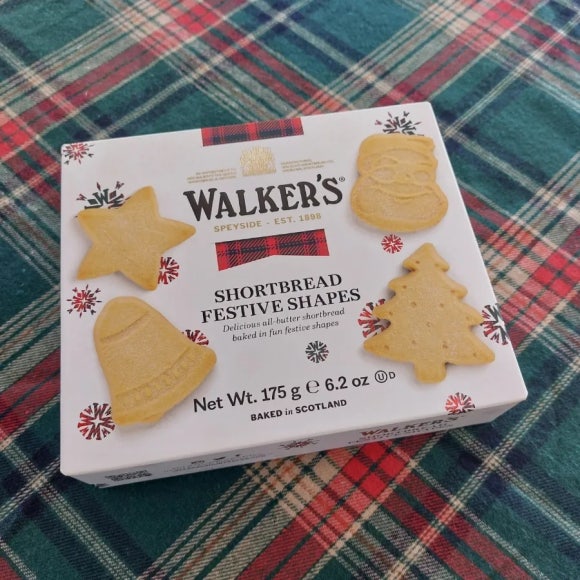 WALKER'S®
SPEYSIDE - EST. 1898
SHORTBREAD
FESTIVE SHAPES
Delicious all-butter shortbread
baked in fun festive shapes
Net Wt. 175 g ℮ 6.2 oz Ⓤ D
BAKED in SCOTLAND
WALKER'S